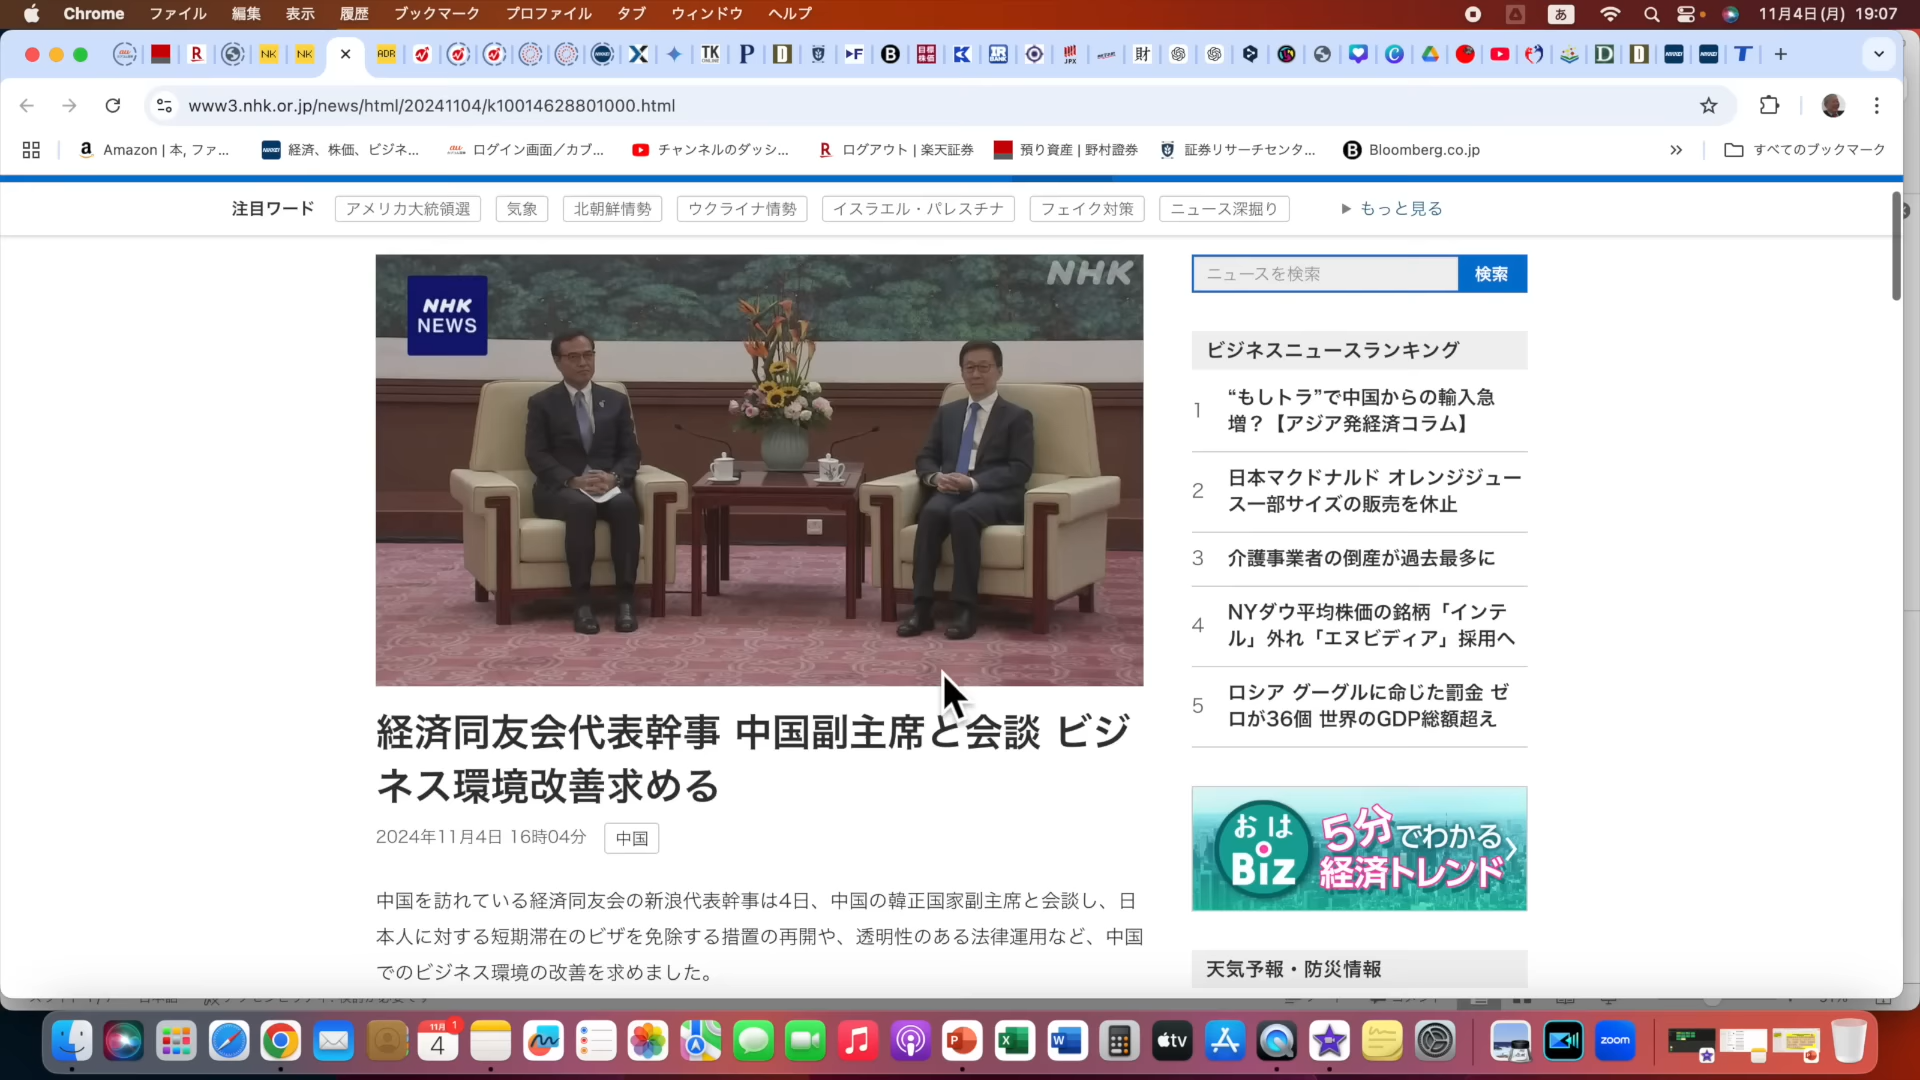 Chrome ファイル 編集 表示 履歴 ブックマーク プロファイル タブ ウィンドウ ヘルプ あ 11月4日(月) 19:07
www3.nhk.or.jp/news/html/20241104/k10014628801000.html
Amazon | 本, ファ... 経済、株価、ビジネ... ログイン画面／カブ... チャンネルのダッシ... ログアウト | 楽天証券 預り資産 | 野村證券 証券リサーチセンタ... Bloomberg.co.jp すべてのブックマーク
注目ワード アメリカ大統領選 気象 北朝鮮情勢 ウクライナ情勢 イスラエル・パレスチナ フェイク対策 ニュース深掘り もっと見る
NHK
NHK
NEWS
経済同友会代表幹事 中国副主席と会談 ビジ
ネス環境改善求める
2024年11月4日 16時04分 中国
中国を訪れている経済同友会の新浪代表幹事は4日、中国の韓正国家副主席と会談し、日
本人に対する短期滞在のビザを免除する措置の再開や、透明性のある法律運用など、中国
でのビジネス環境の改善を求めました。
ニュースを検索 検索
ビジネスニュースランキング
1 “もしトラ”で中国からの輸入急
増？【アジア発経済コラム】
2 日本マクドナルド オレンジジュー
ス一部サイズの販売を休止
3 介護事業者の倒産が過去最多に
4 NYダウ平均株価の銘柄「インテ
ル」外れ「エヌビディア」採用へ
5 ロシア グーグルに命じた罰金 ゼ
ロが36個 世界のGDP総額超え
おは
Biz
5分でわかる
経済トレンド
天気予報・防災情報
11月 1
4
tv
zoom